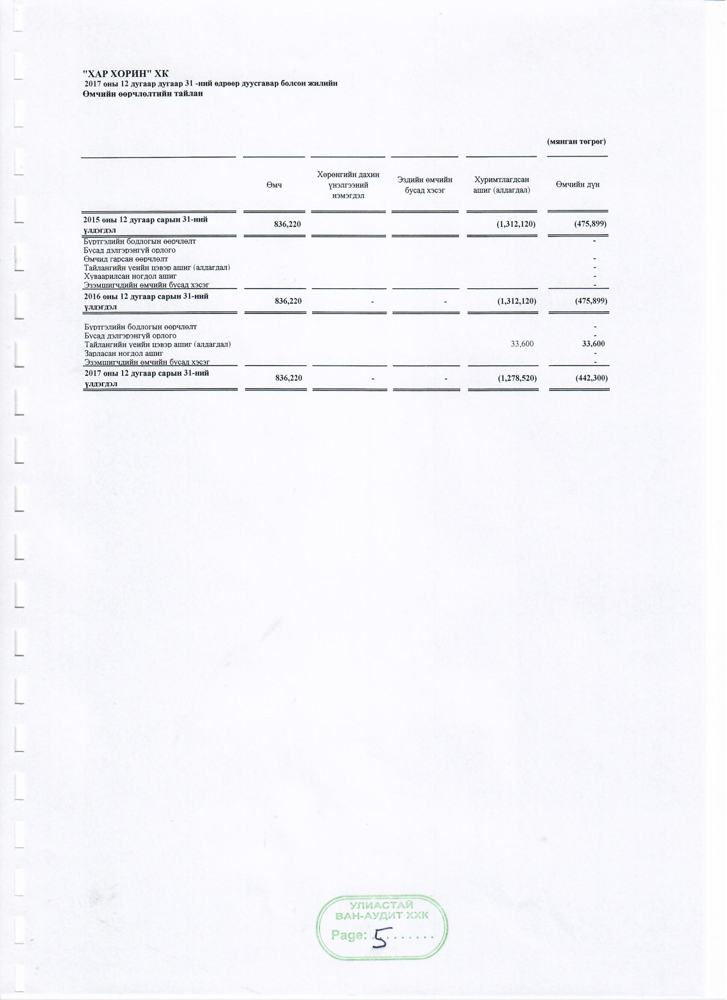 "ХАР ХОРИН" ХК
2017 оны 12 дугаар дугаар 31 -ний өдрөөр дуусгавар болсон жилийн
Өмчийн өөрчлөлтийн тайлан
(мянган төгрөг)
Өмч
Хөрөнгийн дахин
үнэлгээний
нэмэгдэл
Эздийн өмчийн
бусад хэсэг
Хуримтлагдсан
ашиг (алдагдал)
Өмчийн дүн
2015 оны 12 дугаар сарын 31-ний
үлдэгдэл 836,220 (1,312,120) (475,899)
Бүртгэлийн бодлогын өөрчлөлт -
Бусад дэлгэрэнгүй орлого
Өмчид гарсан өөрчлөлт -
Тайлангийн үеийн цэвэр ашиг (алдагдал) -
Хуваарилсан ногдол ашиг -
Эзэмшигчдийн өмчийн бусад хэсэг -
2016 оны 12 дугаар сарын 31-ний
үлдэгдэл 836,220 - - (1,312,120) (475,899)
Бүртгэлийн бодлогын өөрчлөлт -
Бусад дэлгэрэнгүй орлого -
Тайлангийн үеийн цэвэр ашиг (алдагдал) 33,600 33,600
Зарласан ногдол ашиг -
Эзэмшигчдийн өмчийн бусад хэсэг -
2017 оны 12 дугаар сарын 31-ний
үлдэгдэл 836,220 - - (1,278,520) (442,300)
УЛИАСТАЙ
ВАН-АУДИТ ХХК
Page: 5